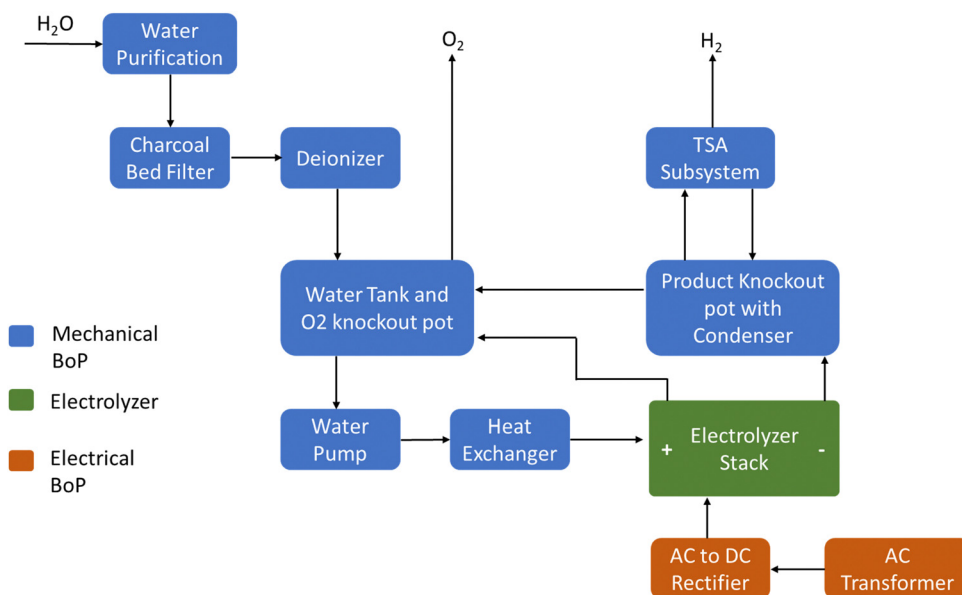 H₂O
Water
Purification
O₂
H₂
Charcoal
Bed Filter
Deionizer
TSA
Subsystem
Water Tank and
O2 knockout pot
Product Knockout
pot with
Condenser
Mechanical
BoP
Electrolyzer
Electrical
BoP
Water
Pump
Heat
Exchanger
+
Electrolyzer
Stack
-
AC to DC
Rectifier
AC
Transformer